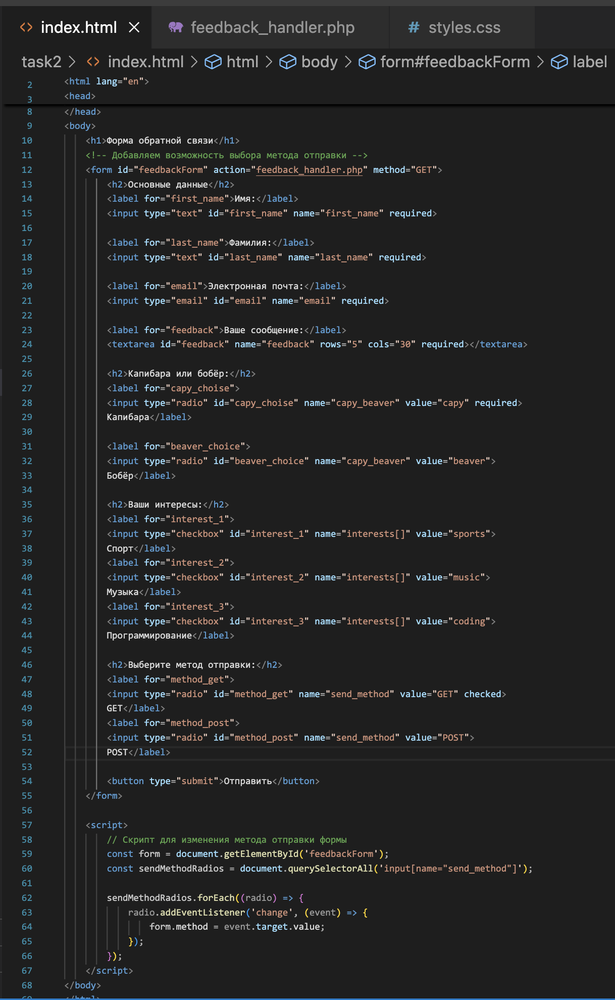 index.html
feedback_handler.php
# styles.css
task2 > index.html > html > body > form#feedbackForm > label
2 <html lang="en">
3 <head>
8 </head>
9 <body>
10 <h1>Форма обратной связи</h1>
11 <!-- Добавляем возможность выбора метода отправки -->
12 <form id="feedbackForm" action="feedback_handler.php" method="GET">
13 <h2>Основные данные</h2>
14 <label for="first_name">Имя:</label>
15 <input type="text" id="first_name" name="first_name" required>
16
17 <label for="last_name">Фамилия:</label>
18 <input type="text" id="last_name" name="last_name" required>
19
20 <label for="email">Электронная почта:</label>
21 <input type="email" id="email" name="email" required>
22
23 <label for="feedback">Ваше сообщение:</label>
24 <textarea id="feedback" name="feedback" rows="5" cols="30" required></textarea>
25
26 <h2>Капибара или бобёр:</h2>
27 <label for="capy_choise">
28 <input type="radio" id="capy_choise" name="capy_beaver" value="capy" required>
29 Капибара</label>
30
31 <label for="beaver_choice">
32 <input type="radio" id="beaver_choice" name="capy_beaver" value="beaver">
33 Бобёр</label>
34
35 <h2>Ваши интересы:</h2>
36 <label for="interest_1">
37 <input type="checkbox" id="interest_1" name="interests[]" value="sports">
38 Спорт</label>
39 <label for="interest_2">
40 <input type="checkbox" id="interest_2" name="interests[]" value="music">
41 Музыка</label>
42 <label for="interest_3">
43 <input type="checkbox" id="interest_3" name="interests[]" value="coding">
44 Программирование</label>
45
46 <h2>Выберите метод отправки:</h2>
47 <label for="method_get">
48 <input type="radio" id="method_get" name="send_method" value="GET" checked>
49 GET</label>
50 <label for="method_post">
51 <input type="radio" id="method_post" name="send_method" value="POST">
52 POST</label>
53
54 <button type="submit">Отправить</button>
55 </form>
56
57 <script>
58 // Скрипт для изменения метода отправки формы
59 const form = document.getElementById('feedbackForm');
60 const sendMethodRadios = document.querySelectorAll('input[name="send_method"]');
61
62 sendMethodRadios.forEach((radio) => {
63 radio.addEventListener('change', (event) => {
64 form.method = event.target.value;
65 });
66 });
67 </script>
68 </body>
69 </html>